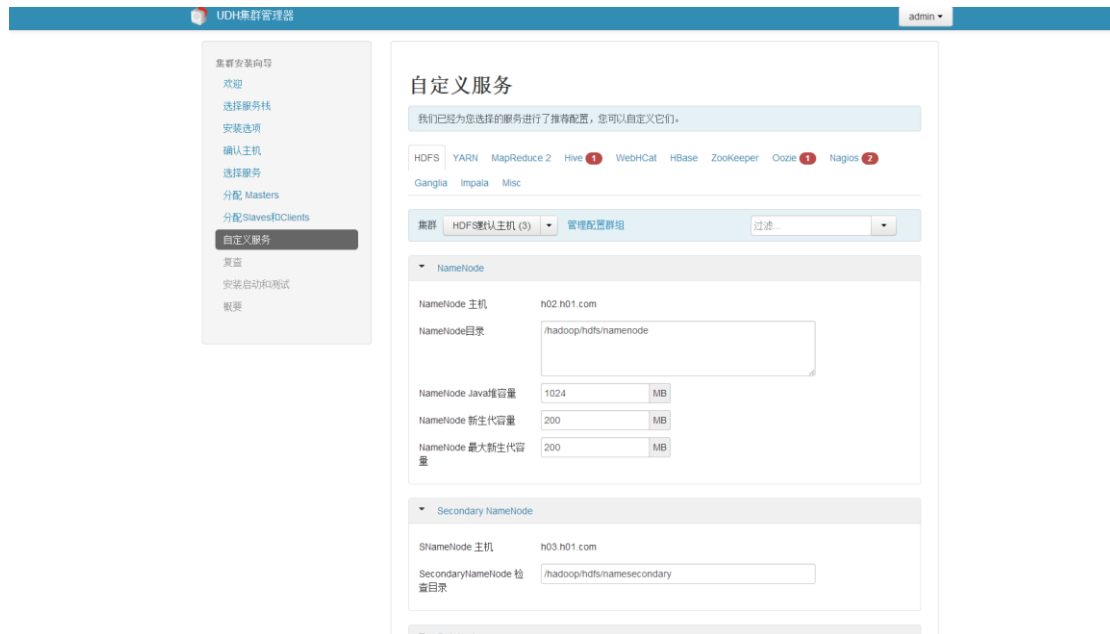 UDH集群管理器
admin
集群安装向导
欢迎
选择服务栈
安装选项
确认主机
选择服务
分配 Masters
分配Slaves和Clients
自定义服务
复查
安装启动和测试
概要
自定义服务
我们已经为您选择的服务进行了推荐配置，您可以自定义它们。
HDFS YARN MapReduce 2 Hive 1 WebHCat HBase ZooKeeper Oozie 1 Nagios 2
Ganglia Impala Misc
集群 HDFS默认主机 (3) 管理配置群组 过滤...
NameNode
NameNode 主机 h02.h01.com
NameNode目录 /hadoop/hdfs/namenode
NameNode Java堆容量 1024 MB
NameNode 新生代容量 200 MB
NameNode 最大新生代容 200 MB
量
Secondary NameNode
SNameNode 主机 h03.h01.com
SecondaryNameNode 检 /hadoop/hdfs/namesecondary
查目录